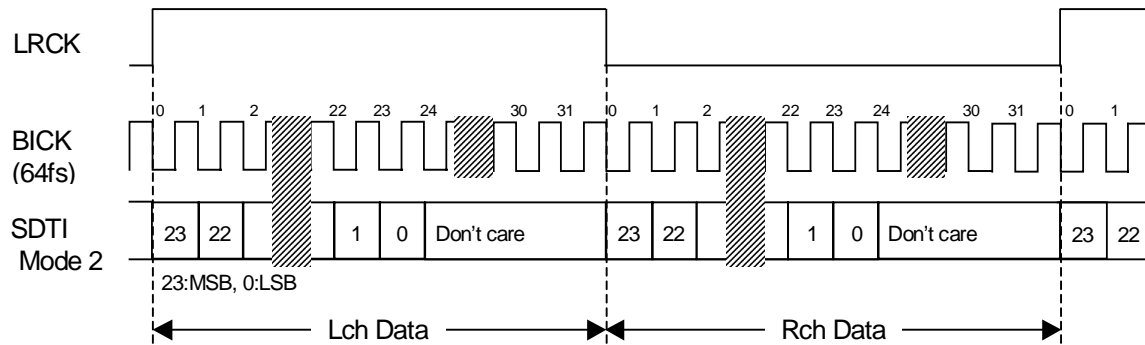 LRCK
0 1 2 22 23 24 30 31 0 1 2 22 23 24 30 31 0 1
BICK
(64fs)
SDTI
Mode 2
23 22 1 0 Don't care 23 22 1 0 Don't care 23 22
23:MSB, 0:LSB
Lch Data Rch Data